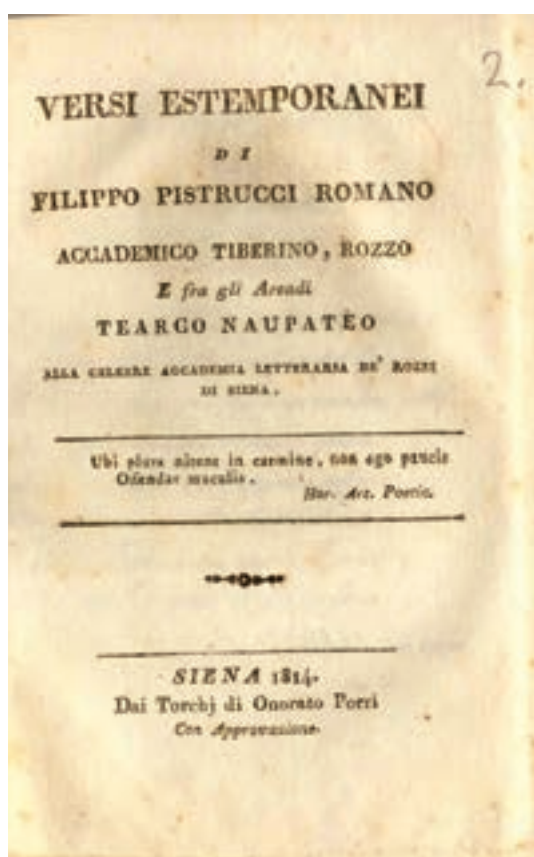 2.
VERSI ESTEMPORANEI
DI
FILIPPO PISTRUCCI ROMANO
ACCADEMICO TIBERINO, ROZZO
E fra gli Arcadi
TEARCO NAUPATEO
ALLA CELEBRE ACCADEMIA LETTERARIA DE' ROZZI
DI SIENA.
Ubi plura nitent in carmine, non ego paucis
Ofendar maculis.
Hor. Art. Poetic.
SIENA 1814.
Dai Torchj di Onorato Porri
Con Approvazione.